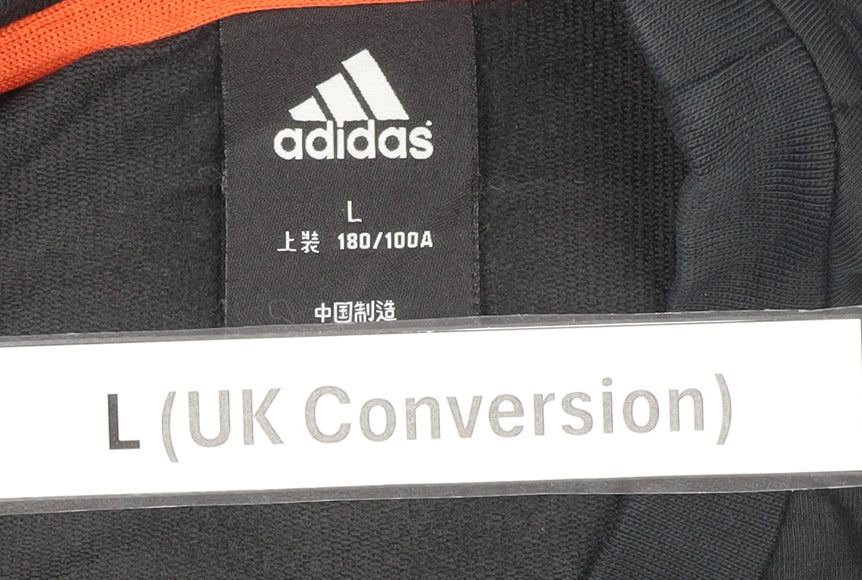 adidas
L
上装 180/100A
中国制造
L (UK Conversion)